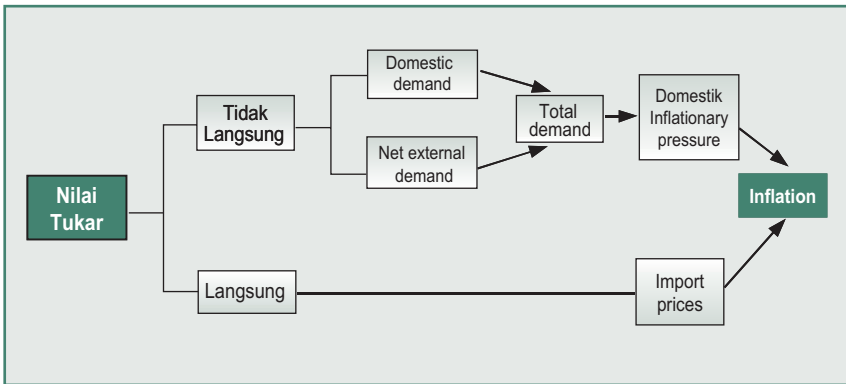 Nilai
Tukar
Tidak
Langsung
Domestic
demand
Net external
demand
Total
demand
Domestik
Inflationary
pressure
Inflation
Langsung
Import
prices